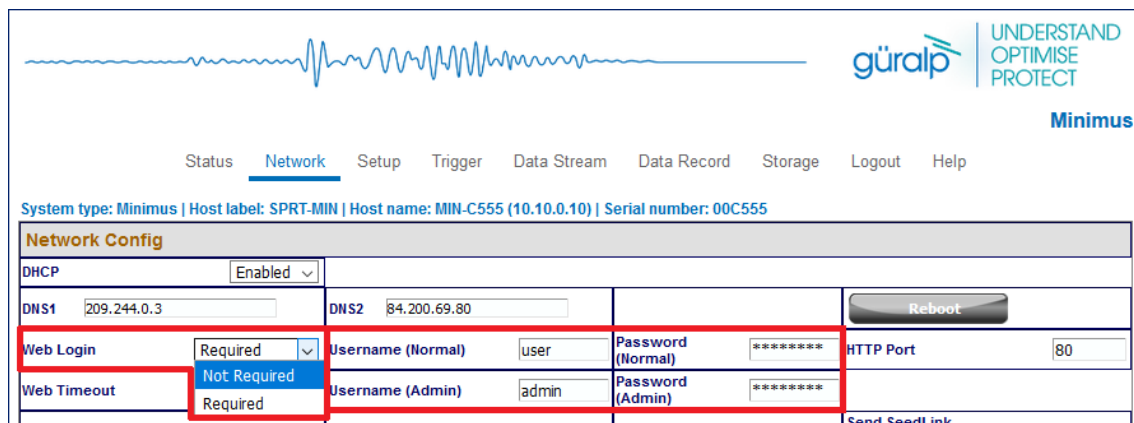 güralp
UNDERSTAND
OPTIMISE
PROTECT
Minimus
Status Network Setup Trigger Data Stream Data Record Storage Logout Help
System type: Minimus | Host label: SPRT-MIN | Host name: MIN-C555 (10.10.0.10) | Serial number: 00C555
Network Config
DHCP Enabled
DNS1 209.244.0.3 DNS2 84.200.69.80 Reboot
Web Login Required Username (Normal) user Password (Normal) ******** HTTP Port 80
Not Required
Web Timeout Username (Admin) admin Password (Admin) ********
Required
Send SeedLink